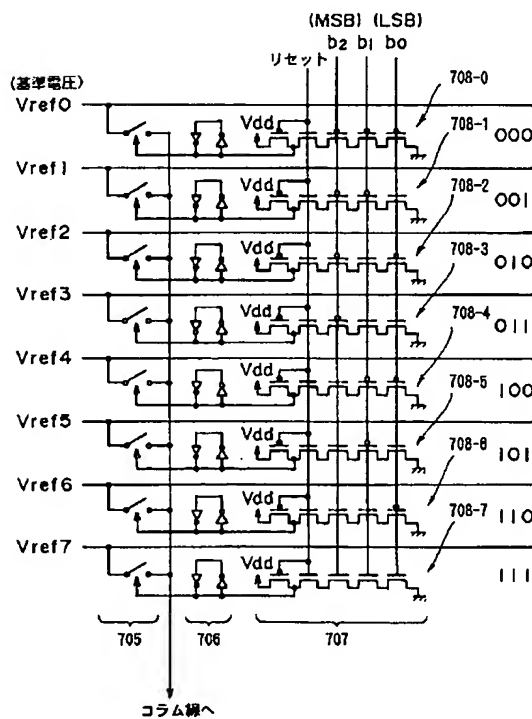 (MSB) (LSB)
b2 b1 b0
リセット
(基準電圧)
Vref0
Vdd
708-0
000
Vref1
Vdd
708-1
001
Vref2
Vdd
708-2
010
Vref3
Vdd
708-3
011
Vref4
Vdd
708-4
100
Vref5
Vdd
708-5
101
Vref6
Vdd
708-6
110
Vref7
Vdd
708-7
111
705 706 707
コラム線へ